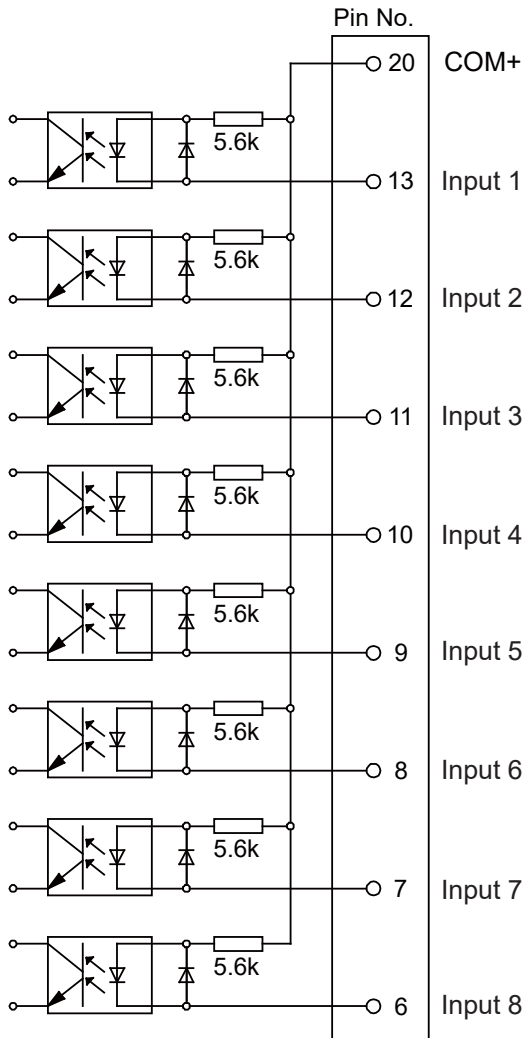 Pin No.
20 COM+
5.6k
13 Input 1
5.6k
12 Input 2
5.6k
11 Input 3
5.6k
10 Input 4
5.6k
9 Input 5
5.6k
8 Input 6
5.6k
7 Input 7
5.6k
6 Input 8